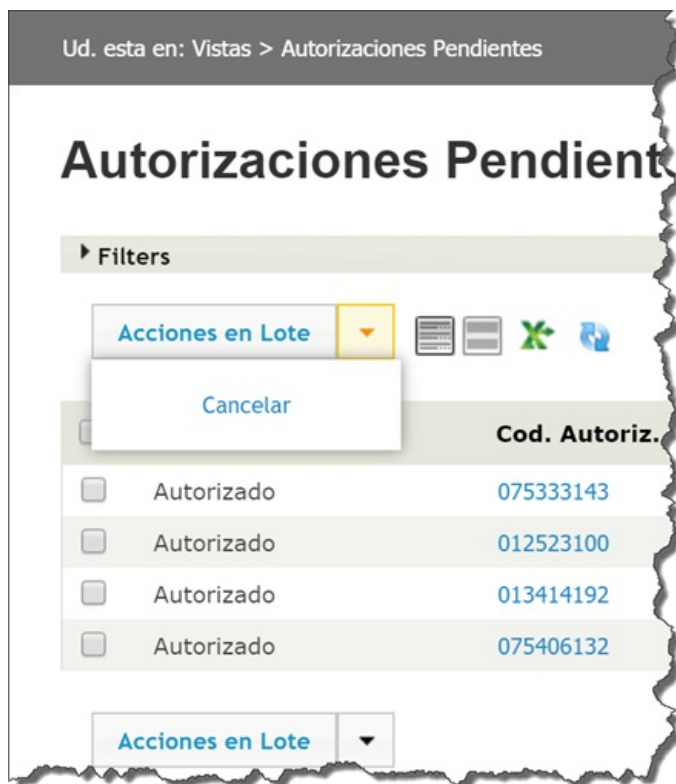 Ud. esta en: Vistas > Autorizaciones Pendientes
Autorizaciones Pendient
Filters
Acciones en Lote
Cancelar
Cod. Autoriz.
Autorizado 075333143
Autorizado 012523100
Autorizado 013414192
Autorizado 075406132
Acciones en Lote